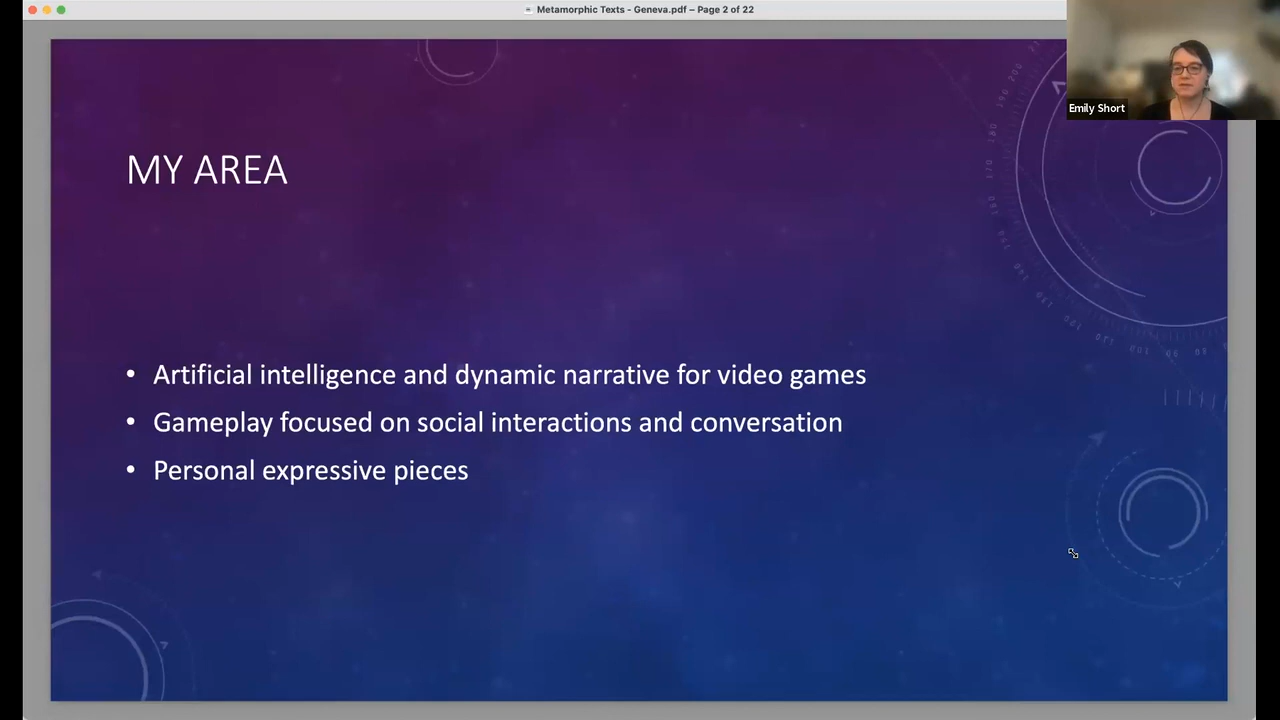 Metamorphic Texts - Geneva.pdf – Page 2 of 22
Emily Short
MY AREA
• Artificial intelligence and dynamic narrative for video games
• Gameplay focused on social interactions and conversation
• Personal expressive pieces